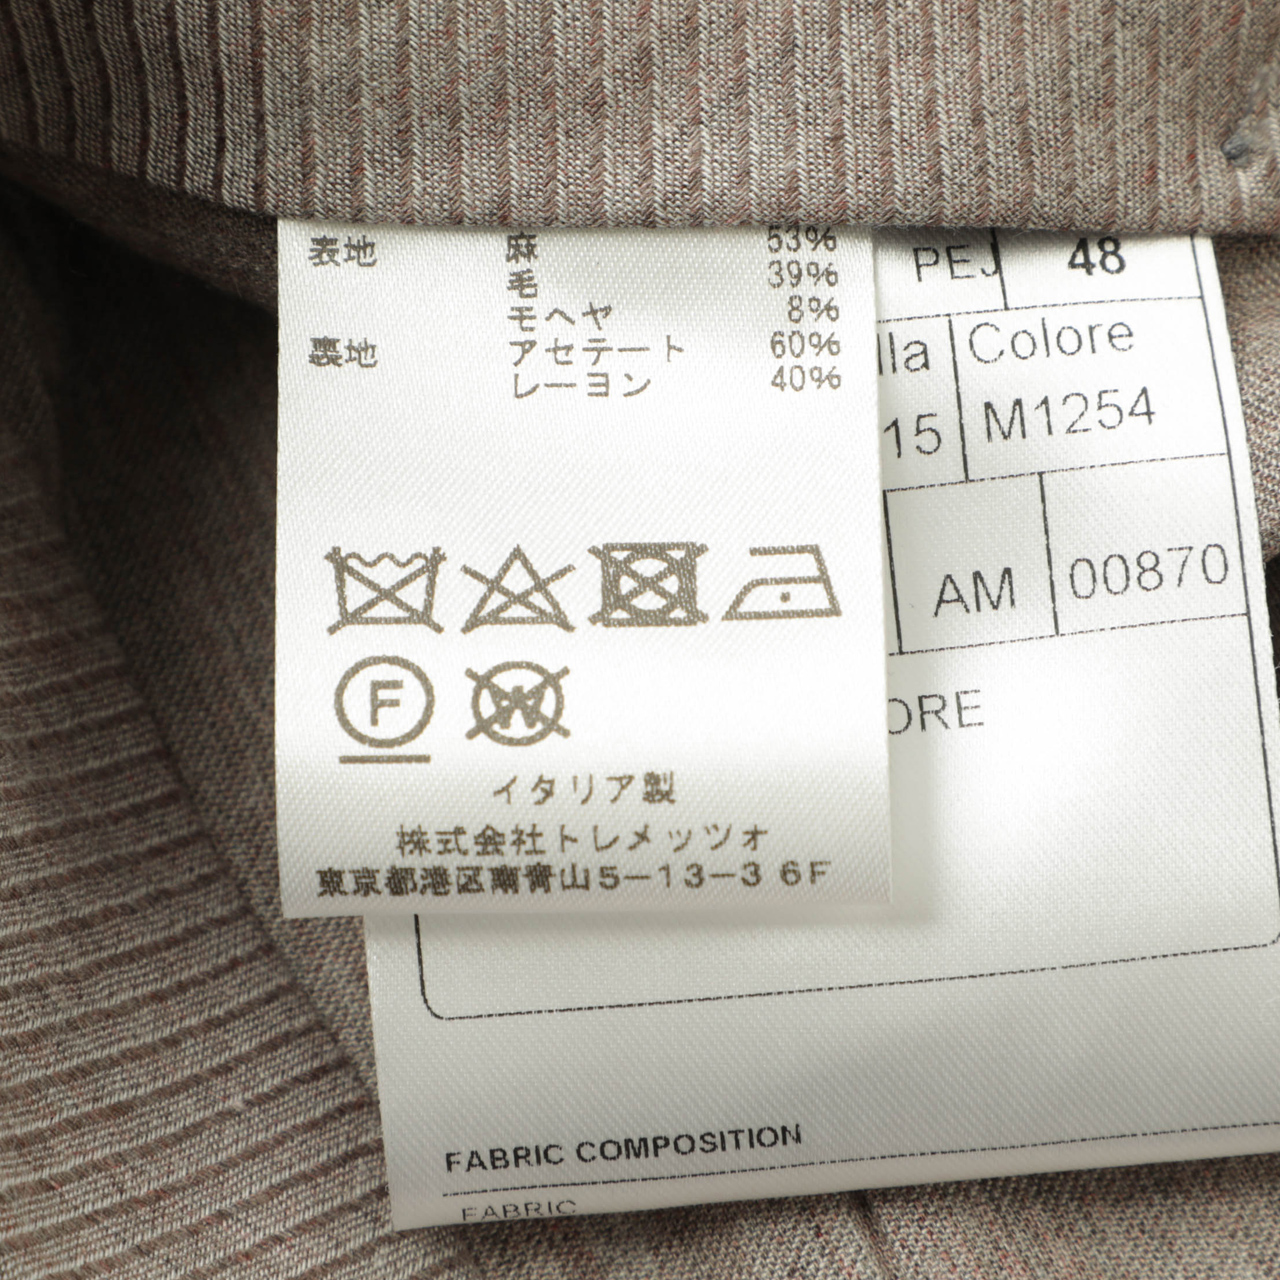 表地 麻 53%
毛 39%
モヘヤ 8%
裏地 アセテート 60%
レーヨン 40%
F
W
イタリア製
株式会社トレメッツォ
東京都港区南青山5-13-3 6F
PEJ 48
lla Colore
15 M1254
AM 00870
ORE
FABRIC COMPOSITION
FABRIC